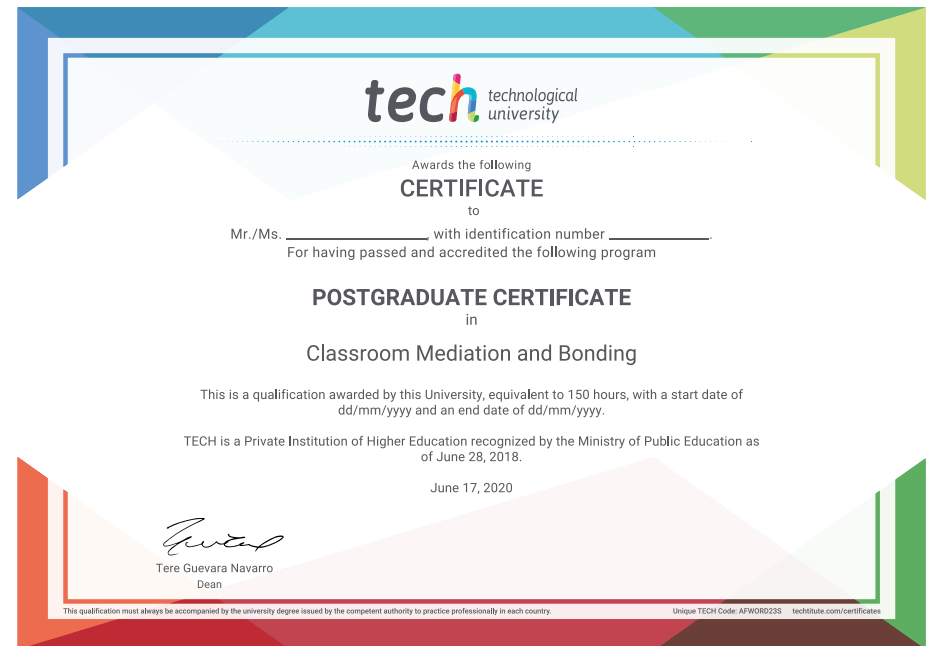 tech technological
university
Awards the following
CERTIFICATE
to
Mr./Ms. ____________________, with identification number ______________.
For having passed and accredited the following program
POSTGRADUATE CERTIFICATE
in
Classroom Mediation and Bonding
This is a qualification awarded by this University, equivalent to 150 hours, with a start date of
dd/mm/yyyy and an end date of dd/mm/yyyy.
TECH is a Private Institution of Higher Education recognized by the Ministry of Public Education as
of June 28, 2018.
June 17, 2020
Tere Guevara Navarro
Dean
This qualification must always be accompanied by the university degree issued by the competent authority to practice professionally in each country. Unique TECH Code: AFWORD23S techtitute.com/certificates